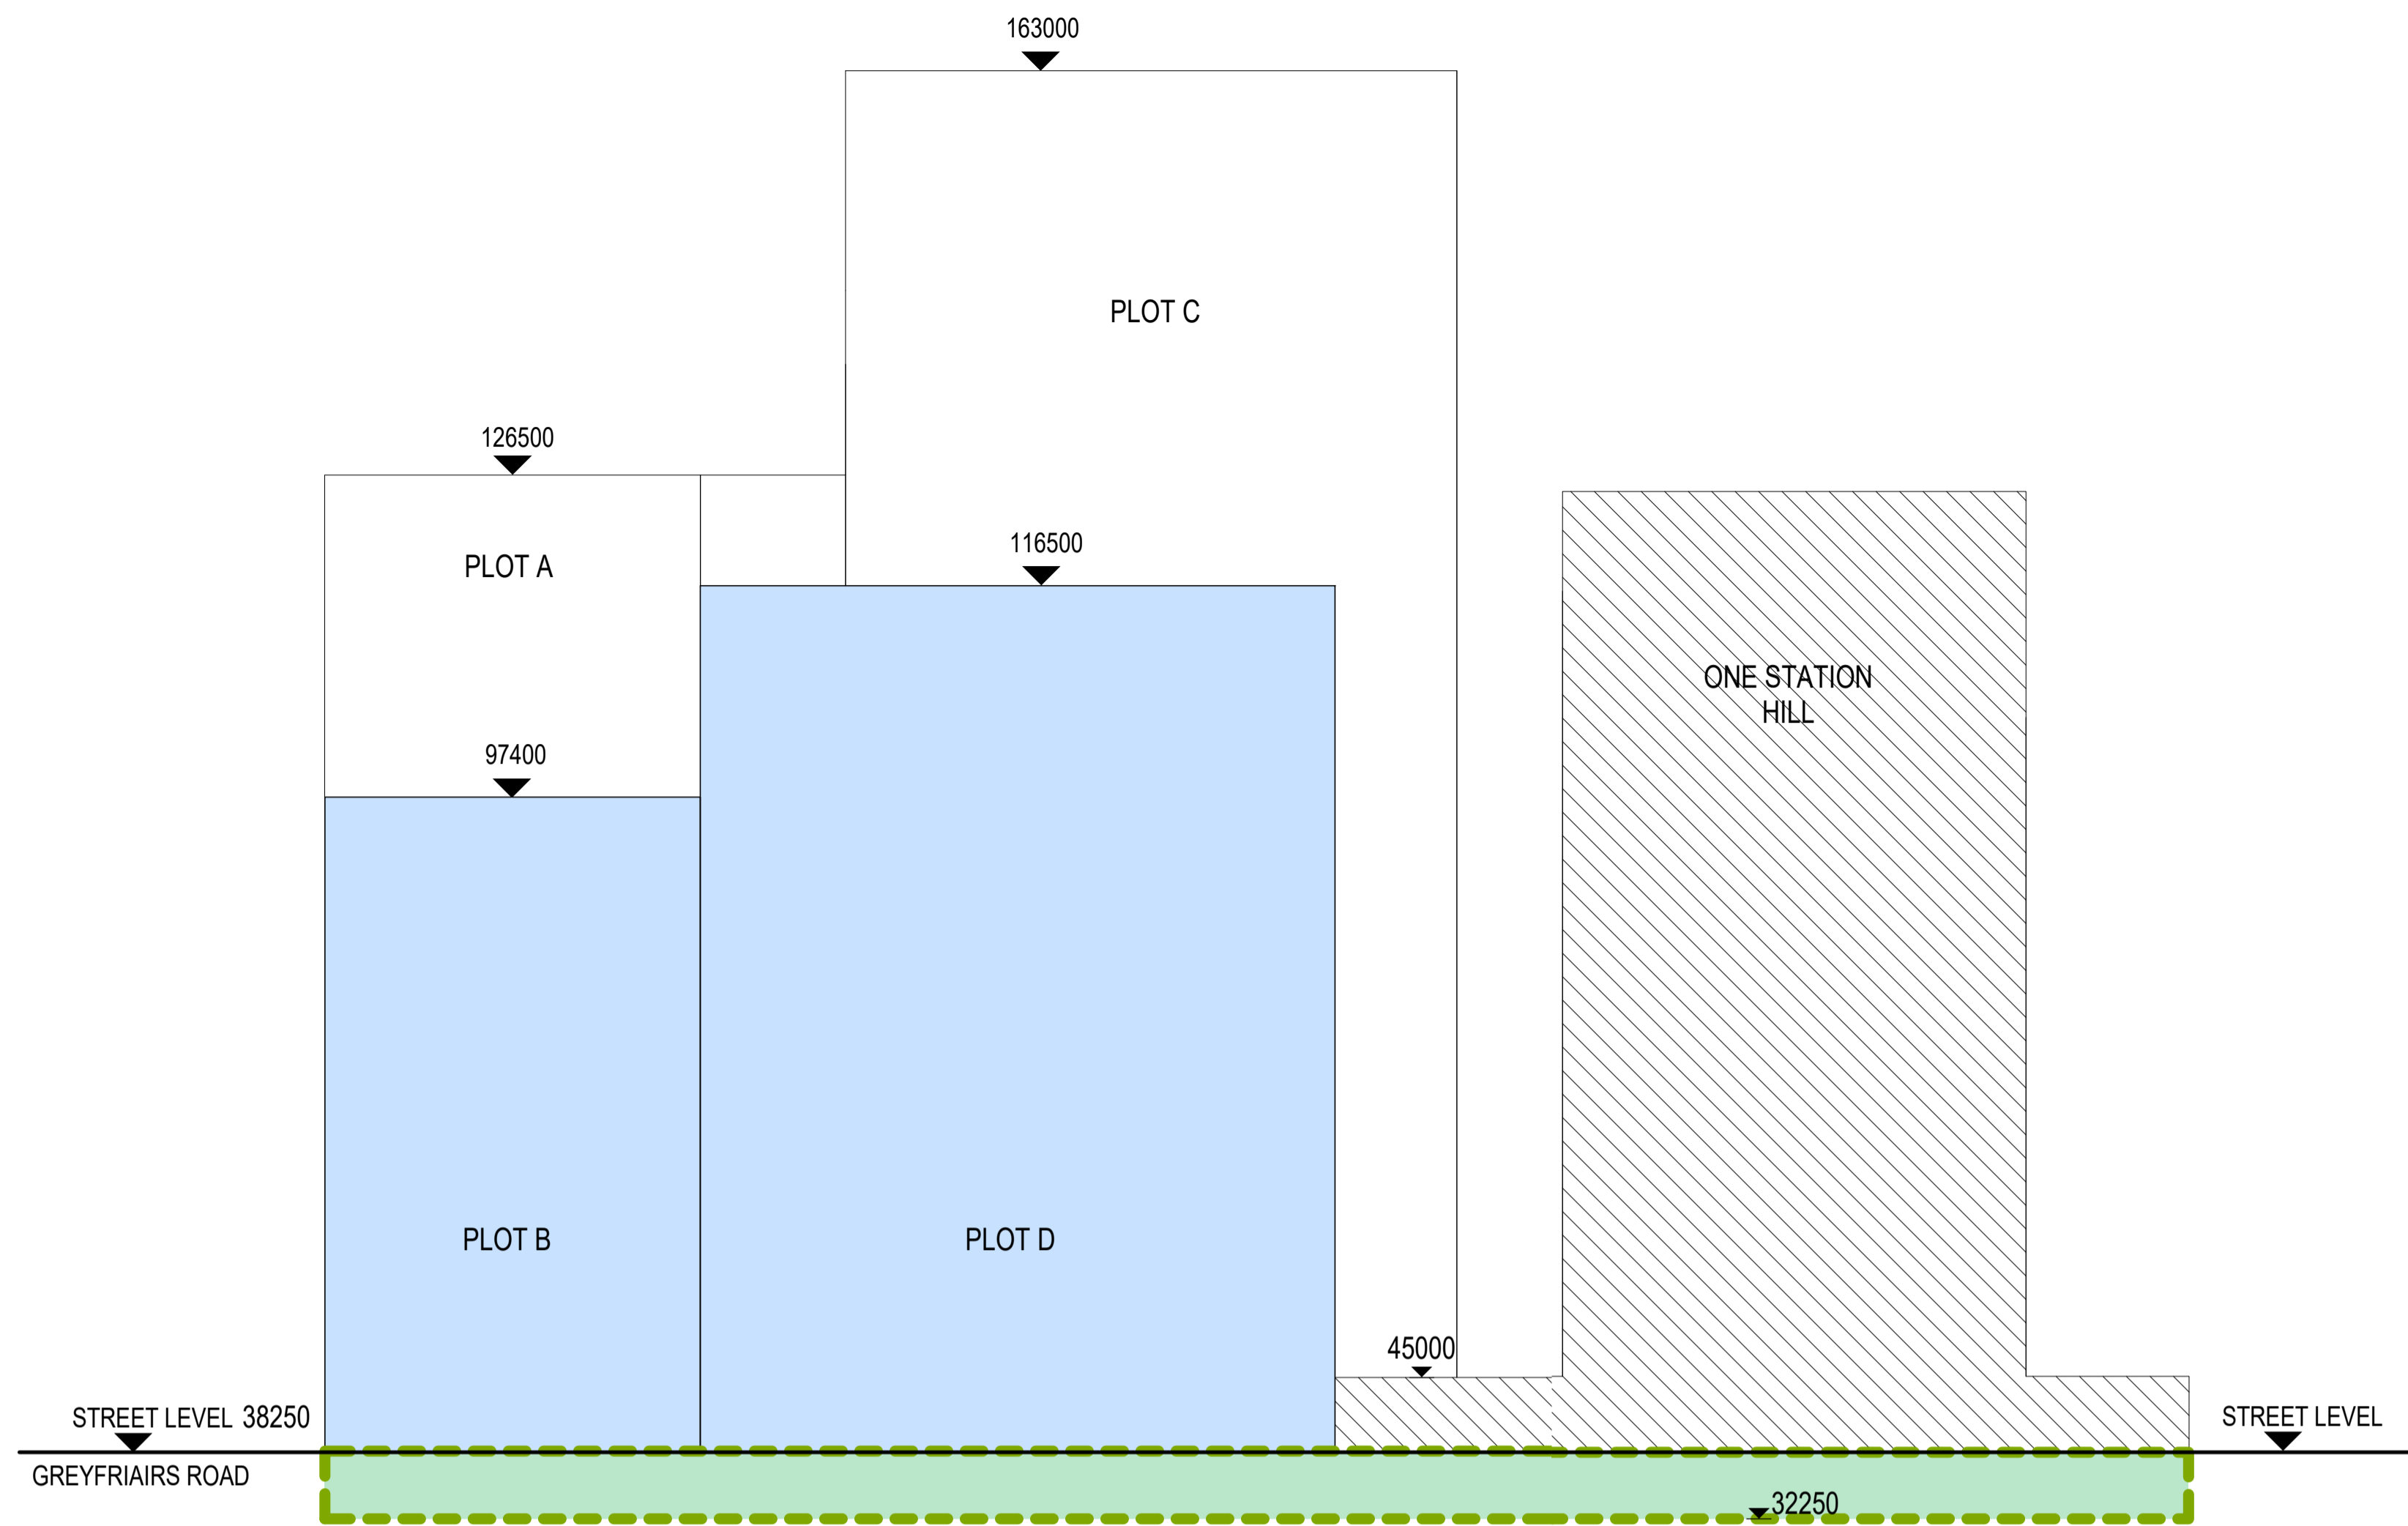 163000
PLOT C
126500
116500
PLOT A
ONE STATION
HILL
97400
PLOT B
PLOT D
45000
STREET LEVEL 38250
STREET LEVEL
GREYFRIAIRS ROAD
32250